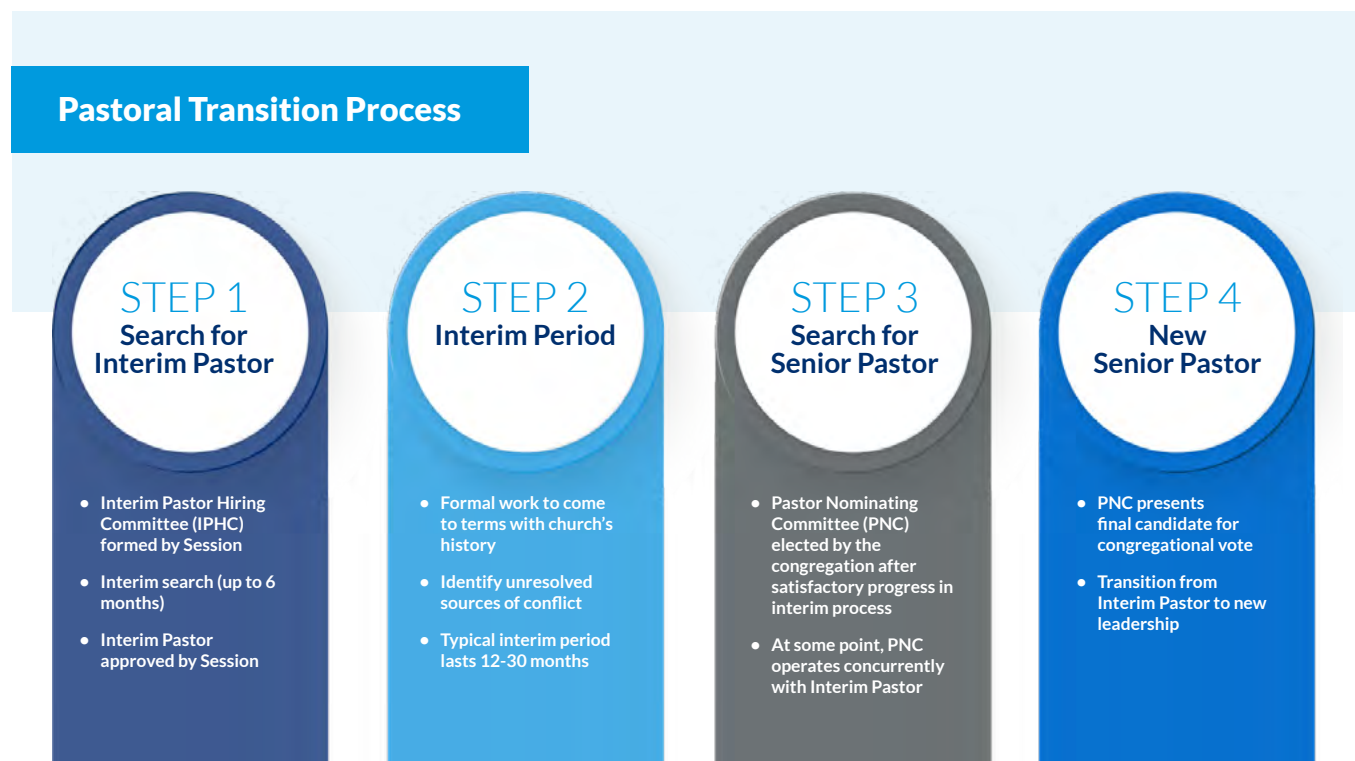 Pastoral Transition Process
STEP 1
Search for
Interim Pastor
• Interim Pastor Hiring
Committee (IPHC)
formed by Session
• Interim search (up to 6
months)
• Interim Pastor
approved by Session
STEP 2
Interim Period
• Formal work to come
to terms with church’s
history
• Identify unresolved
sources of conflict
• Typical interim period
lasts 12-30 months
STEP 3
Search for
Senior Pastor
• Pastor Nominating
Committee (PNC)
elected by the
congregation after
satisfactory progress in
interim process
• At some point, PNC
operates concurrently
with Interim Pastor
STEP 4
New
Senior Pastor
• PNC presents
final candidate for
congregational vote
• Transition from
Interim Pastor to new
leadership